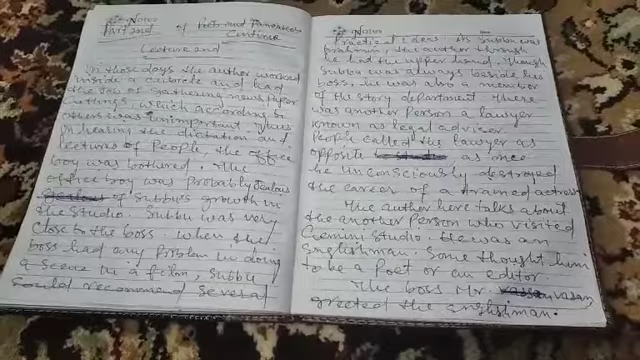 Notes
Part 2nd of Poets and Pancakes
Continue
Lecture 2nd
In those days the author worked
inside a cubicle and had
the Job of gathering newspaper
cuttings, which according to
others was unimportant. Thus
in hearing the dictation and
lectures of People, the office
boy was bothered. The
office boy was probably Jealous
of Subbu's growth in
the Studio. Subbu was very
close to the boss. when the
boss had any problem in doing
a scene in a film, Subbu
could recommend several
Notes
Practical ideas. As Subbu was
brahmin, the author through
he had the upper hand. Though
Subbu was always beside his
boss, he was also a member
of the story department. There
was another person a lawyer
known as legal adviser.
People called the lawyer as
opposite as once
he unconsciously destroyed
the career of a trained actress
The author here talks about
the another Person who visited
Gemini Studio. He was an
Englishman. Some thought him
to be a Poet or an editor.
The boss Mr. vasan
greeted the englishman.